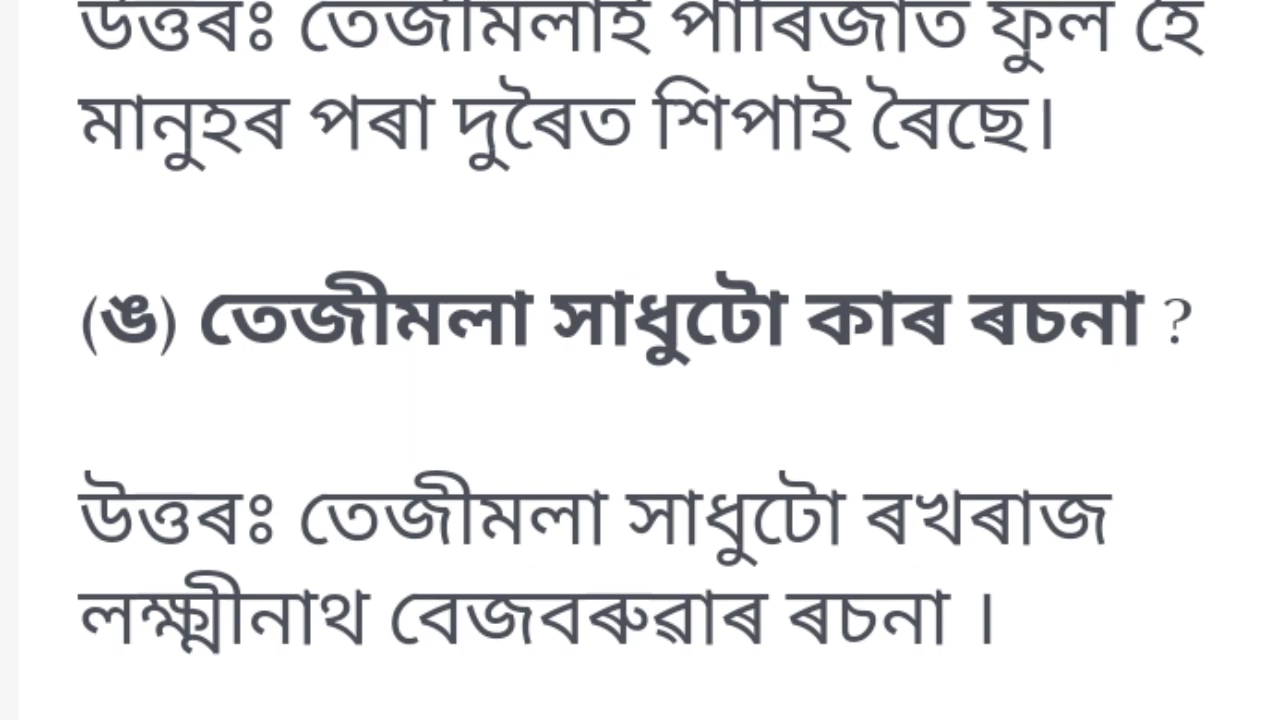 উত্তৰঃ তেজীমলাই পাৰিজাত ফুল হৈ
মানুহৰ পৰা দুৰৈত শিপাই ৰৈছে।
(ঙ) তেজীমলা সাধুটো কাৰ ৰচনা ?
উত্তৰঃ তেজীমলা সাধুটো ৰখৰাজ
লক্ষ্মীনাথ বেজবৰুৱাৰ ৰচনা ।